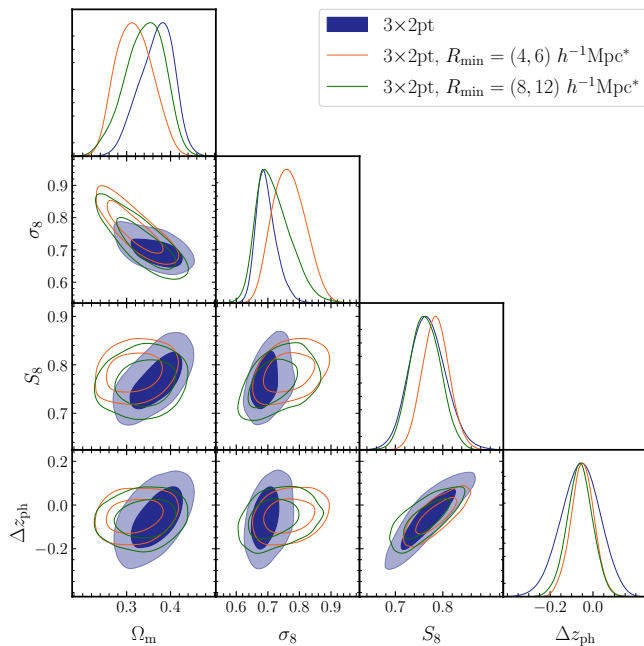 3×2pt
3×2pt, R_min = (4, 6) h⁻¹Mpc*
3×2pt, R_min = (8, 12) h⁻¹Mpc*
0.9
0.8
0.7
0.6
σ₈
0.9
0.8
0.7
S₈
0.2
0.0
−0.2
Δz_ph
0.3 0.4
0.6 0.7 0.8 0.9
0.7 0.8
−0.2 0.0
Ω_m
σ₈
S₈
Δz_ph